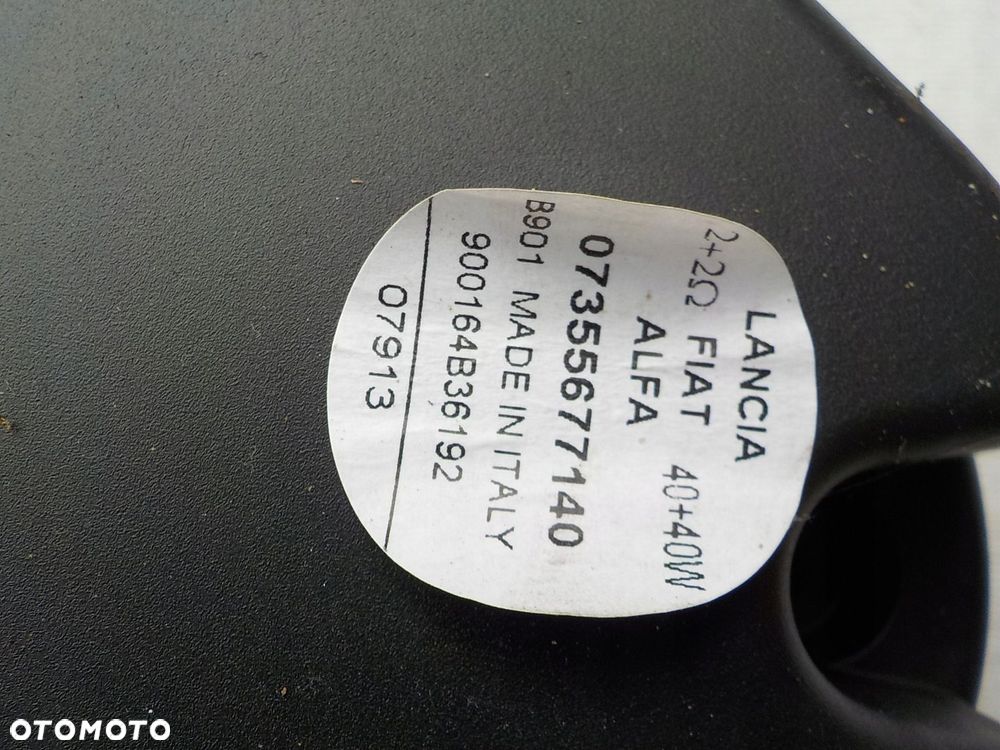 LANCIA
2+2Ω FIAT 40+40W
ALFA
07355677140
B901 MADE IN ITALY
900164B36192
07913
OTOMOTO